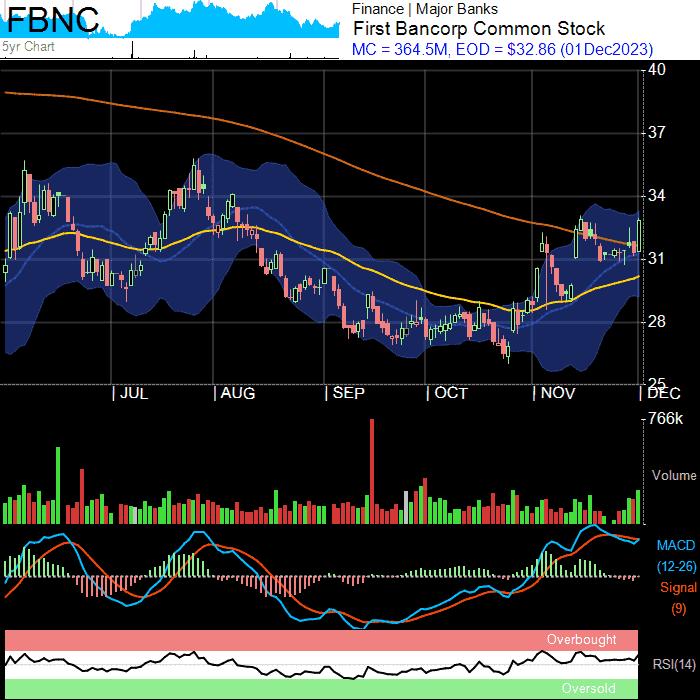 FBNC
5yr Chart
Finance | Major Banks
First Bancorp Common Stock
MC = 364.5M, EOD = $32.86 (01Dec2023)
40
37
34
31
28
25
| JUL | AUG | SEP | OCT | NOV | DEC
766k
Volume
MACD
(12-26)
Signal
(9)
Overbought
RSI(14)
Oversold